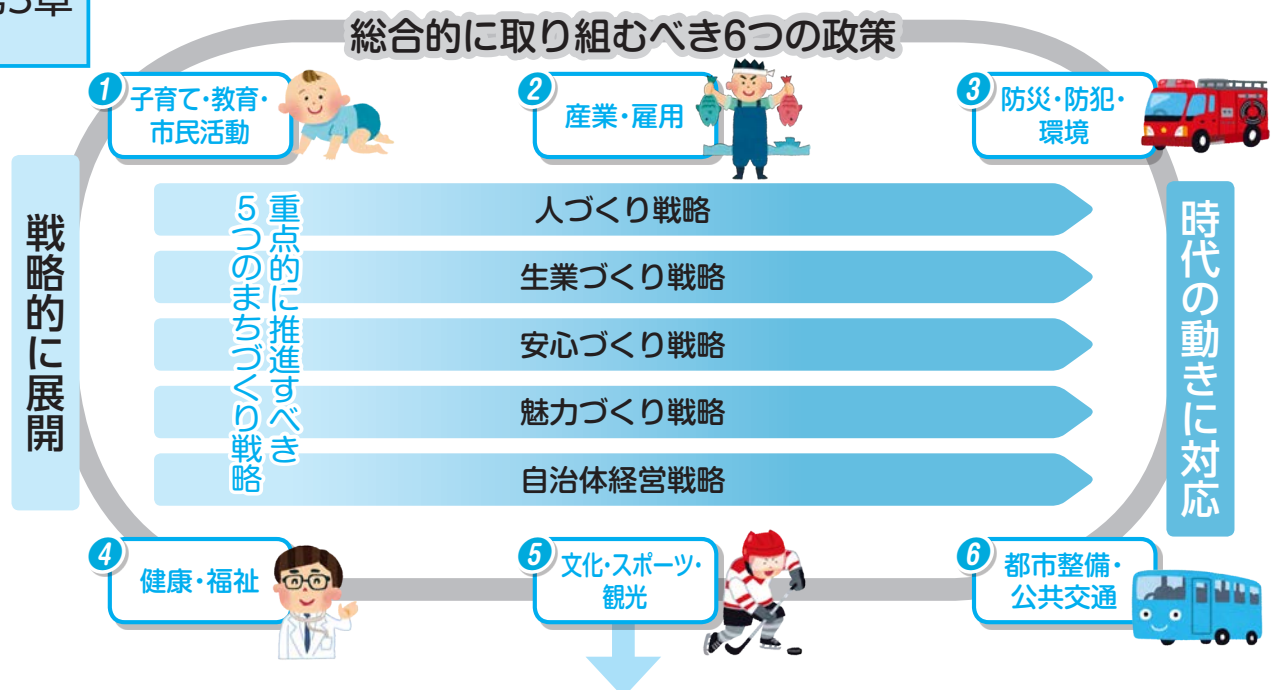 3章
総合的に取り組むべき6つの政策
1
子育て・教育・
市民活動
2
産業・雇用
3
防災・防犯・
環境
戦略的に展開
重点的に推進すべき
5つのまちづくり戦略
人づくり戦略
生業づくり戦略
安心づくり戦略
魅力づくり戦略
自治体経営戦略
時代の動きに対応
4
健康・福祉
5
文化・スポーツ・
観光
6
都市整備・
公共交通